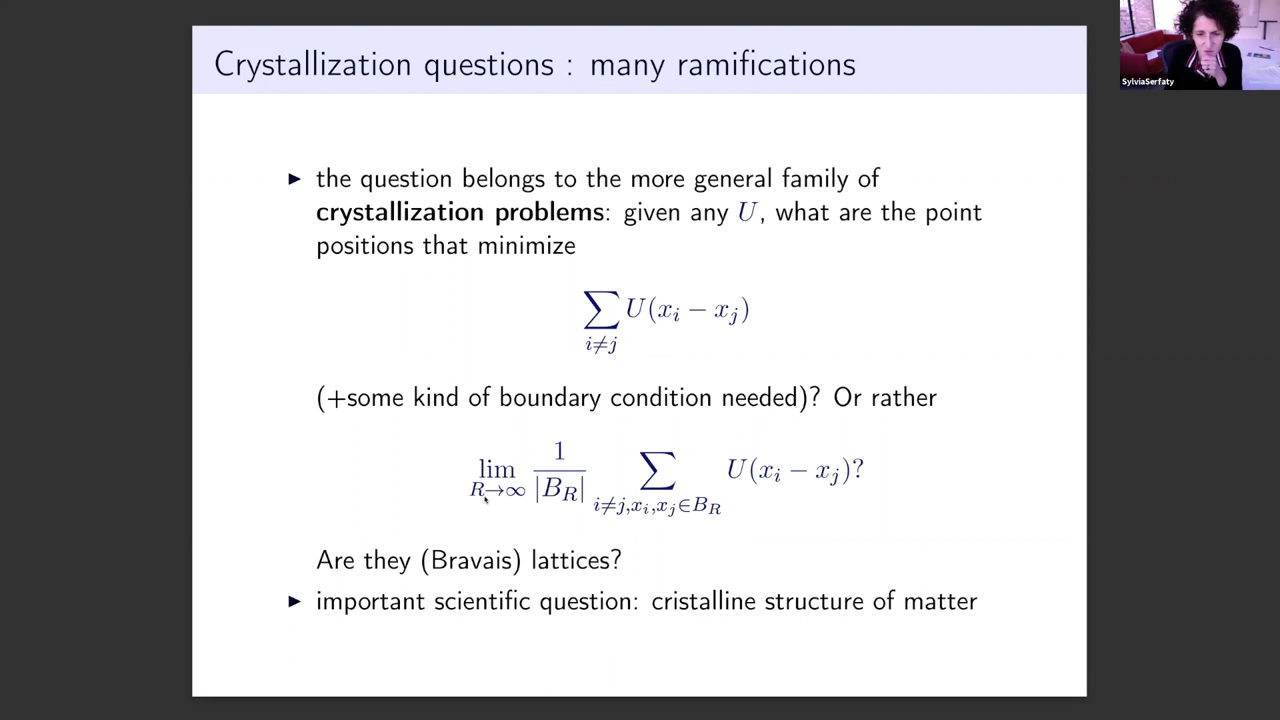 Crystallization questions : many ramifications
SylviaSerfaty
▶ the question belongs to the more general family of
crystallization problems: given any U, what are the point
positions that minimize
∑_{i≠j} U(x_i − x_j)
(+some kind of boundary condition needed)? Or rather
lim_{R→∞} 1/|B_R| ∑_{i≠j,x_i,x_j∈B_R} U(x_i − x_j)?
Are they (Bravais) lattices?
▶ important scientific question: cristalline structure of matter